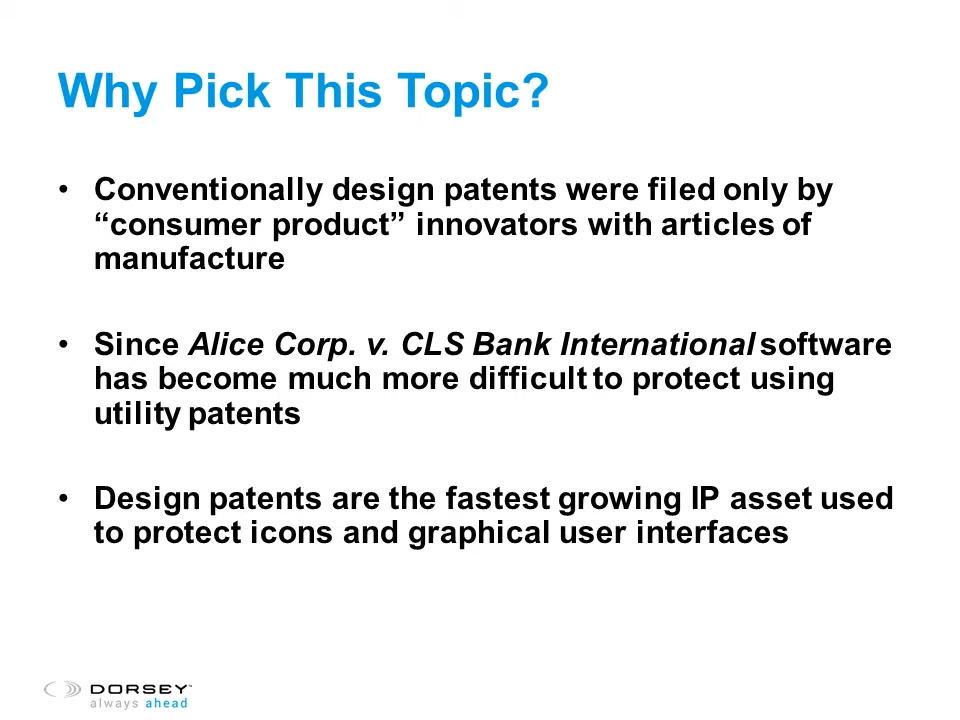 Why Pick This Topic?
• Conventionally design patents were filed only by
“consumer product” innovators with articles of
manufacture
• Since Alice Corp. v. CLS Bank International software
has become much more difficult to protect using
utility patents
• Design patents are the fastest growing IP asset used
to protect icons and graphical user interfaces
DORSEY™
always ahead